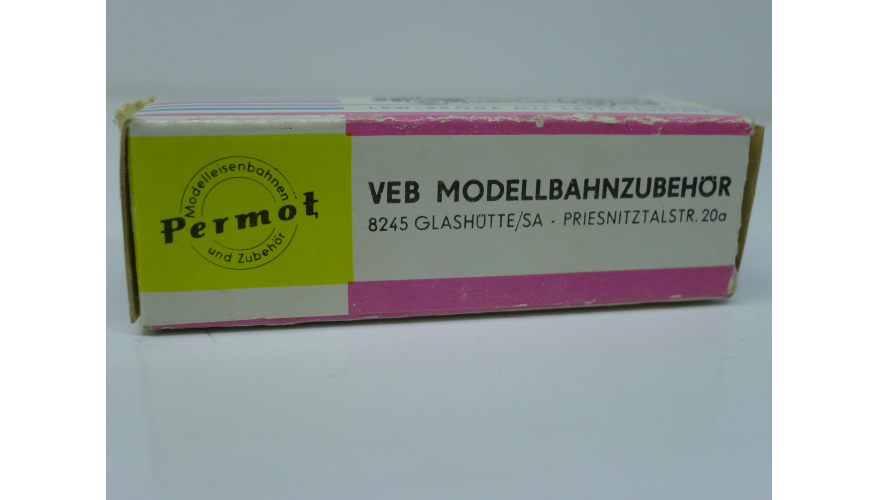 Modelleisenbahnen
Permot
und Zubehör
VEB MODELLBAHNZUBEHÖR
8245 GLASHÜTTE/SA - PRIESNITZTALSTR. 20a